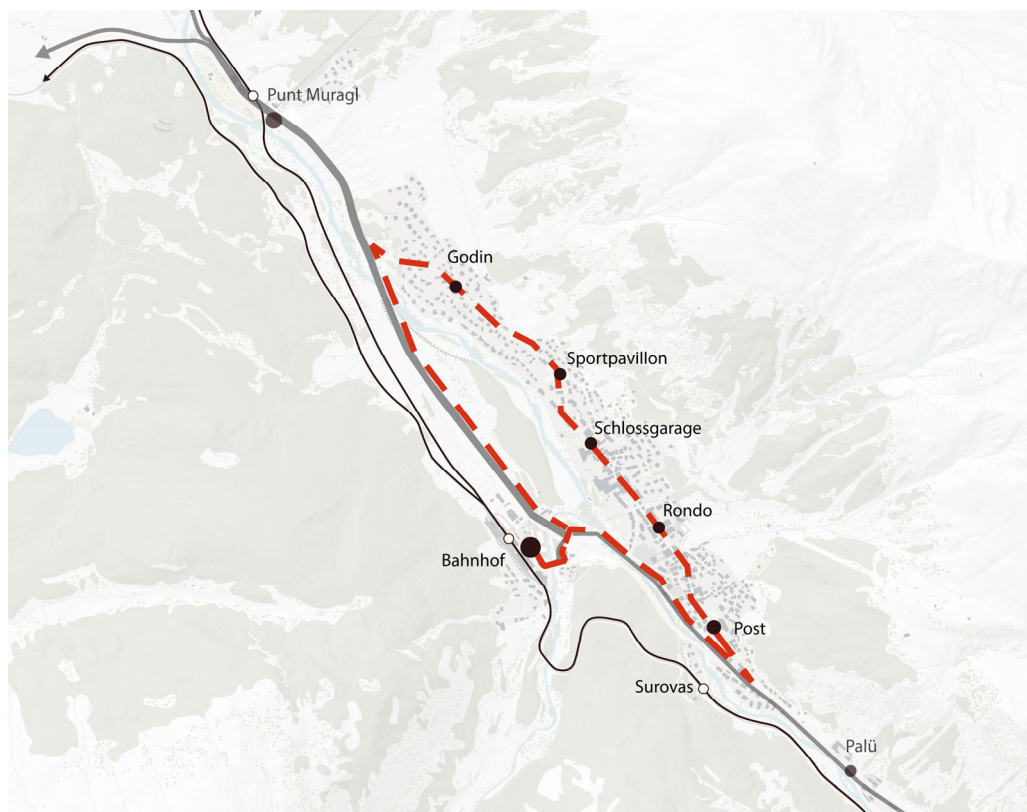 Punt Muragl
Godin
Sportpavillon
Schlossgarage
Rondo
Bahnhof
Post
Surovas
Palü